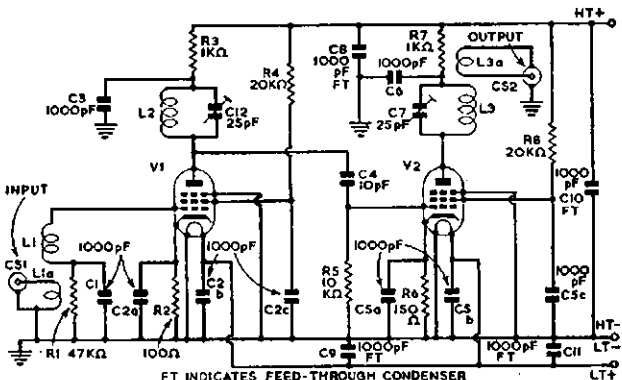 HT+
R3
1KΩ
R4
20KΩ
C3
1000pF
L2
C12
25pF
V1
C8
1000
pF
FT
R7
1KΩ
1000pF
C6
OUTPUT
L3a
CS2
C7
25pF
L3
R8
20KΩ
V2
C4
10pF
1000
pF
C10
FT
INPUT
CS1
L1
L1a
1000pF
C1
C2a
R2
100Ω
R1 47KΩ
1000pF
C2
b
C2c
R5
10
KΩ
1000pF
C5a
R6
150
Ω
C5
b
1000
pF
C5c
C9
1000pF
FT
1000pF
FT
C11
HT-
LT-
LT+
FT INDICATES FEED-THROUGH CONDENSER